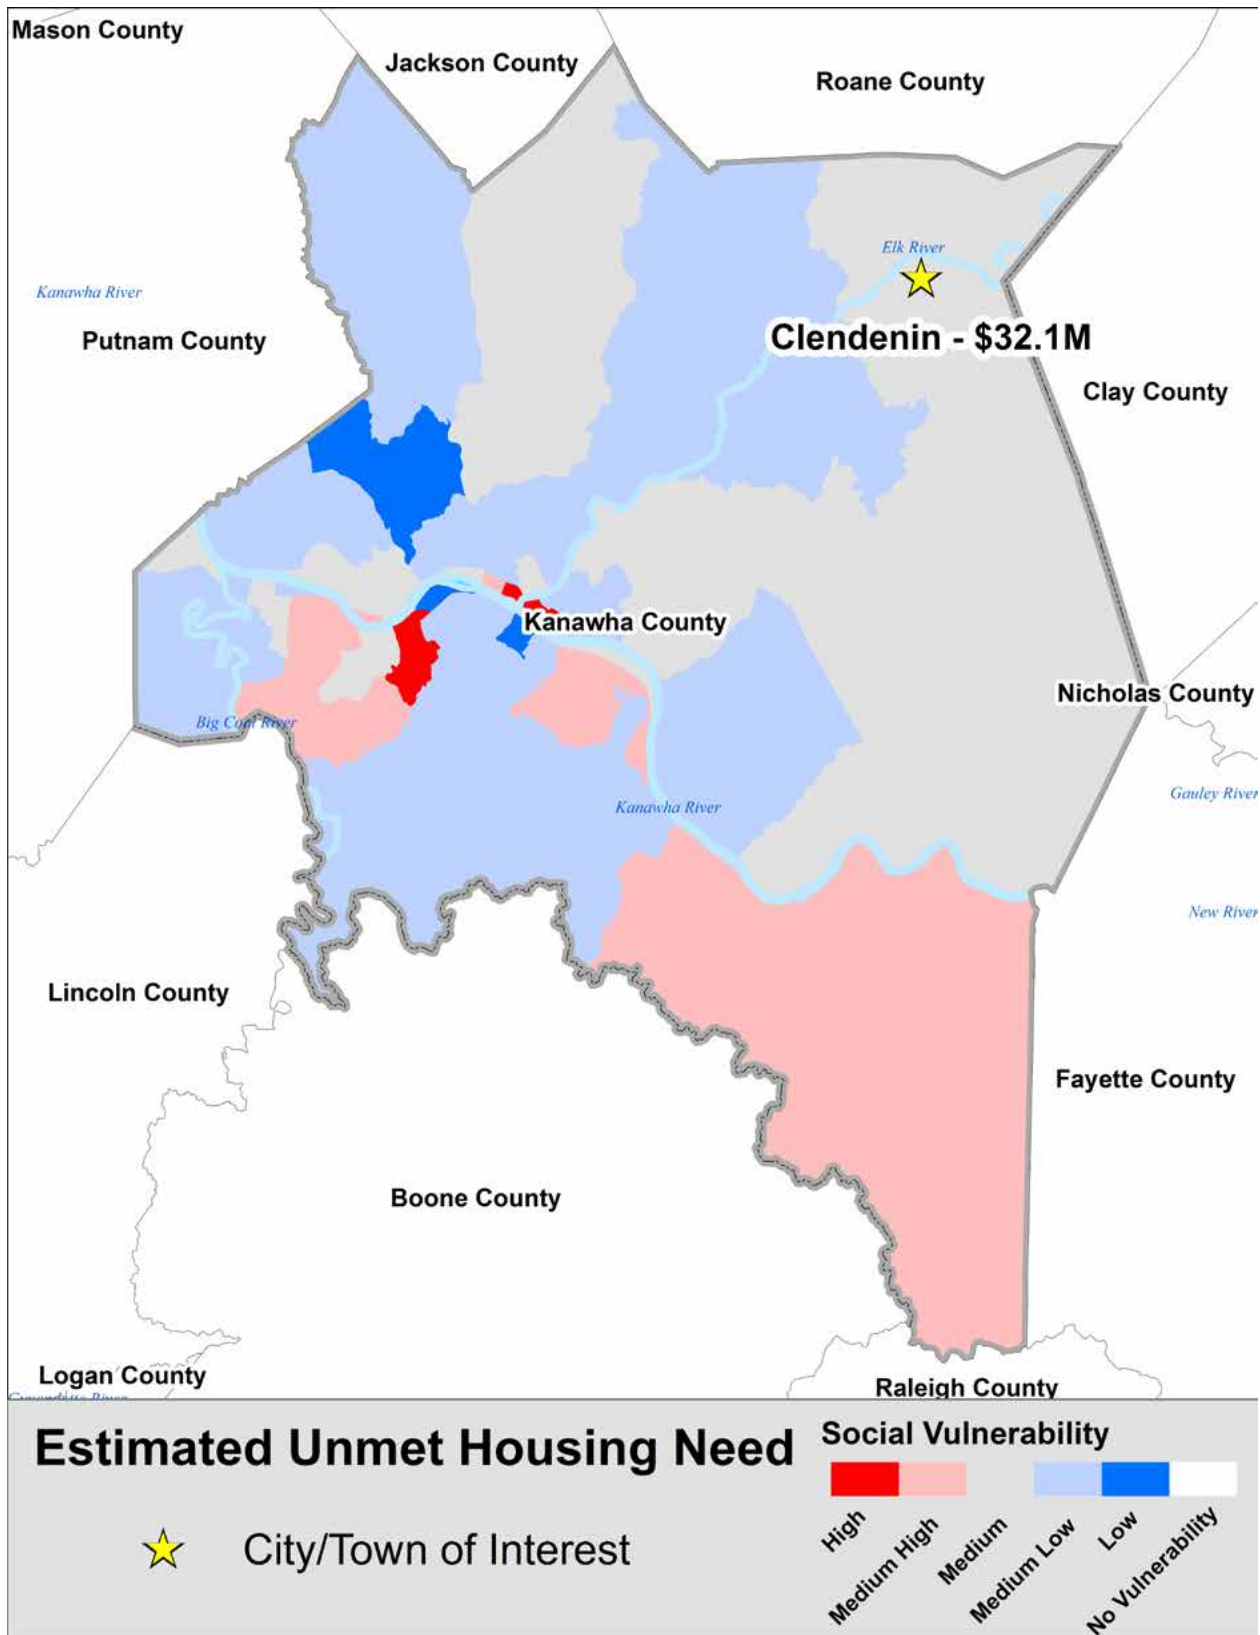 Mason County
Jackson County
Roane County
Elk River
Kanawha River
Putnam County
Clendenin - $32.1M
Clay County
Kanawha County
Nicholas County
Big Coal River
Gauley River
Kanawha River
New River
Lincoln County
Fayette County
Boone County
Logan County
Raleigh County
Estimated Unmet Housing Need
City/Town of Interest
Social Vulnerability
High
Medium High
Medium
Medium Low
Low
No Vulnerability